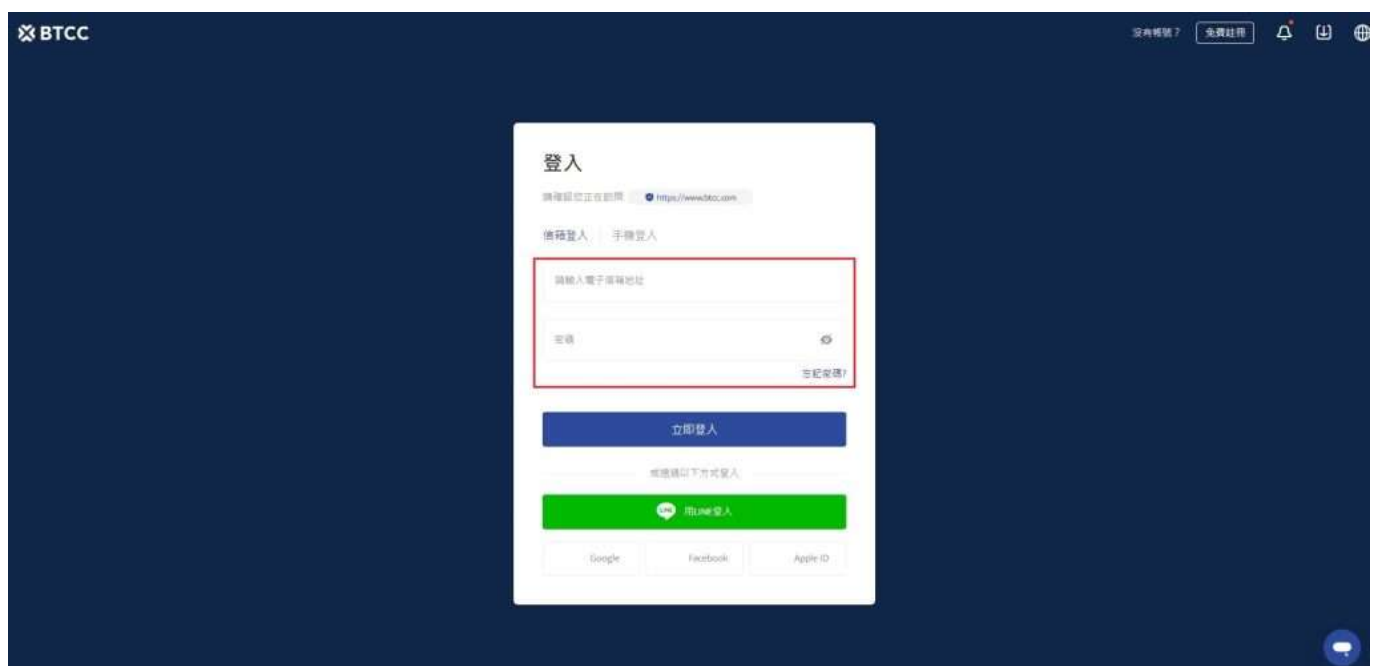 BTCC
沒有帳號？ 免費註冊
登入
請確認您正在訪問 https://www.btcc.com
信箱登入 手機登入
請輸入電子信箱地址
密碼
忘記密碼?
立即登入
或透過以下方式登入
LINE 用LINE登入
Google Facebook Apple ID